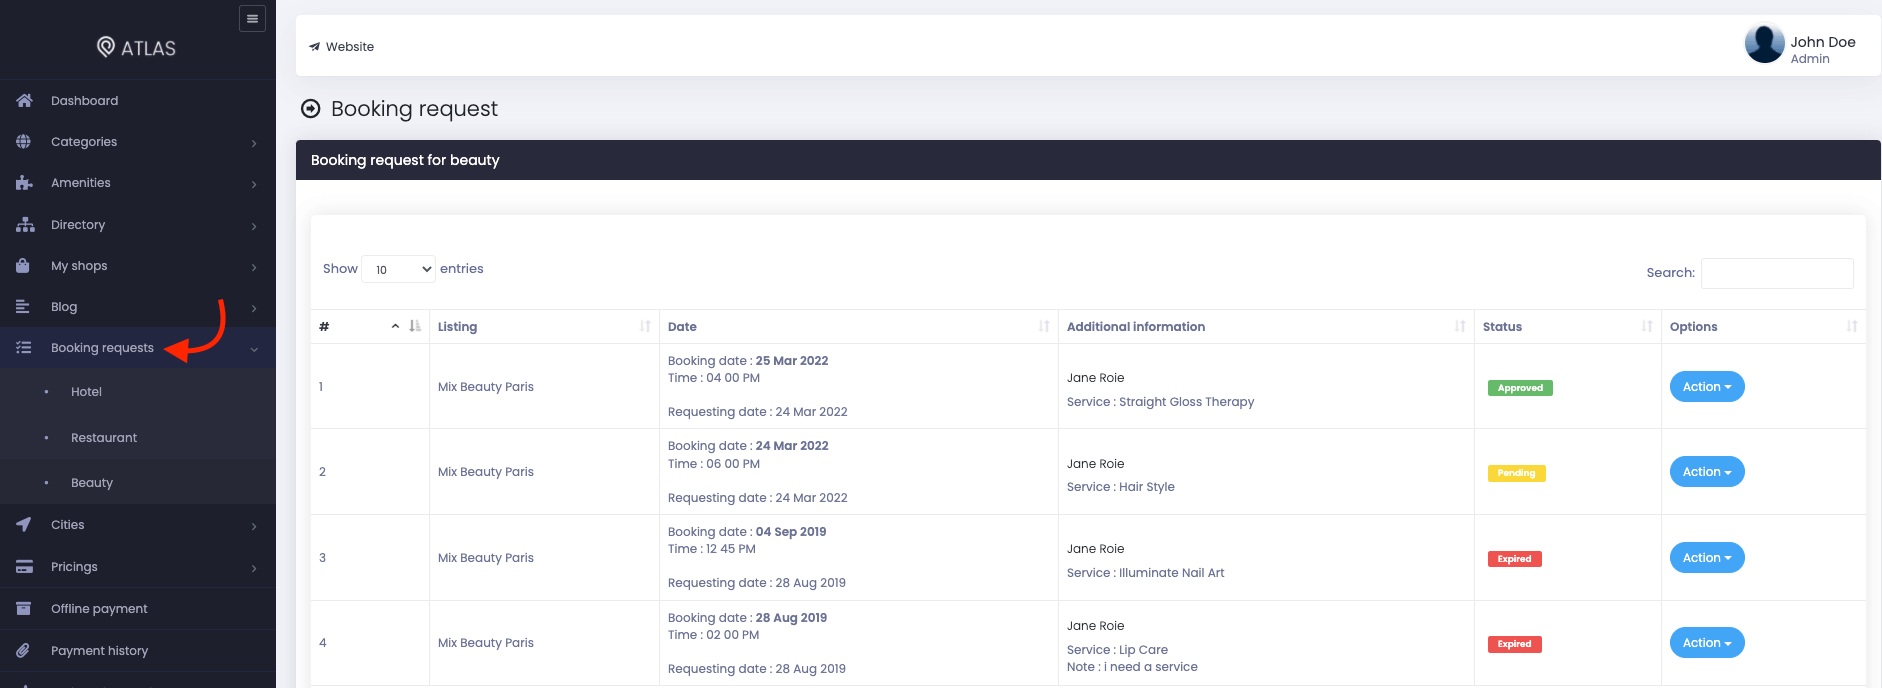 ATLAS
Dashboard
Categories
Amenities
Directory
My shops
Blog
Booking requests
Hotel
Restaurant
Beauty
Cities
Pricings
Offline payment
Payment history
Website
John Doe
Admin
Booking request
Booking request for beauty
Show 10 entries
Search:
# Listing Date Additional information Status Options
1 Mix Beauty Paris
Booking date : 25 Mar 2022
Time : 04 00 PM
Requesting date : 24 Mar 2022
Jane Roie
Service : Straight Gloss Therapy
Approved
Action
2 Mix Beauty Paris
Booking date : 24 Mar 2022
Time : 06 00 PM
Requesting date : 24 Mar 2022
Jane Roie
Service : Hair Style
Pending
Action
3 Mix Beauty Paris
Booking date : 04 Sep 2019
Time : 12 45 PM
Requesting date : 28 Aug 2019
Jane Roie
Service : Illuminate Nail Art
Expired
Action
4 Mix Beauty Paris
Booking date : 28 Aug 2019
Time : 02 00 PM
Requesting date : 28 Aug 2019
Jane Roie
Service : Lip Care
Note : i need a service
Expired
Action